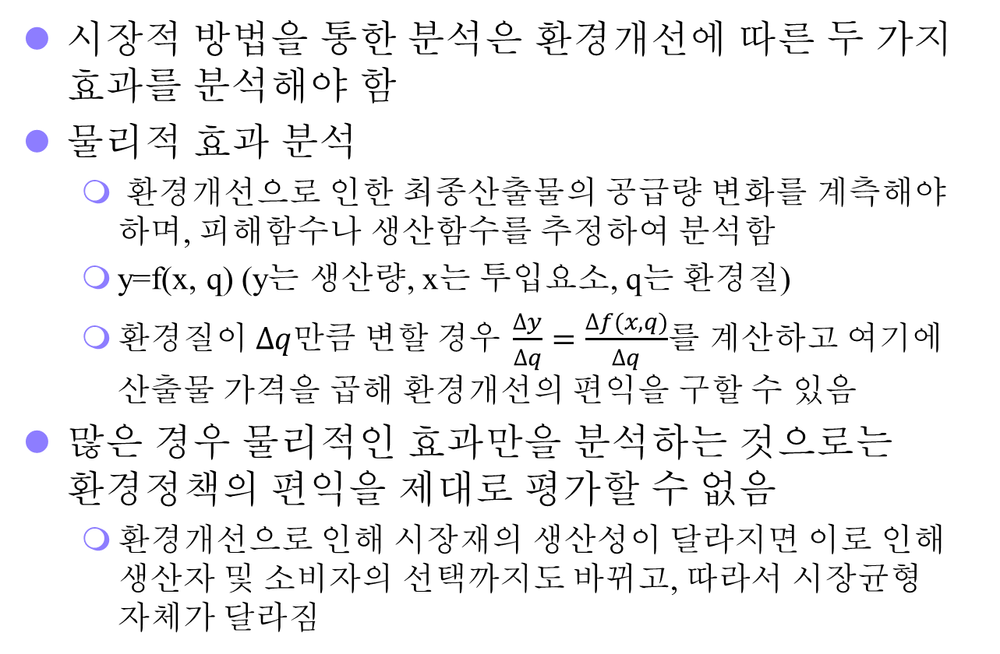 ● 시장적 방법을 통한 분석은 환경개선에 따른 두 가지
효과를 분석해야 함
● 물리적 효과 분석
❍ 환경개선으로 인한 최종산출물의 공급량 변화를 계측해야
하며, 피해함수나 생산함수를 추정하여 분석함
❍ y=f(x, q) (y는 생산량, x는 투입요소, q는 환경질)
❍ 환경질이 Δq만큼 변할 경우 Δy/Δq = Δf(x,q)/Δq를 계산하고 여기에
산출물 가격을 곱해 환경개선의 편익을 구할 수 있음
● 많은 경우 물리적인 효과만을 분석하는 것으로는
환경정책의 편익을 제대로 평가할 수 없음
❍ 환경개선으로 인해 시장재의 생산성이 달라지면 이로 인해
생산자 및 소비자의 선택까지도 바뀌고, 따라서 시장균형
자체가 달라짐